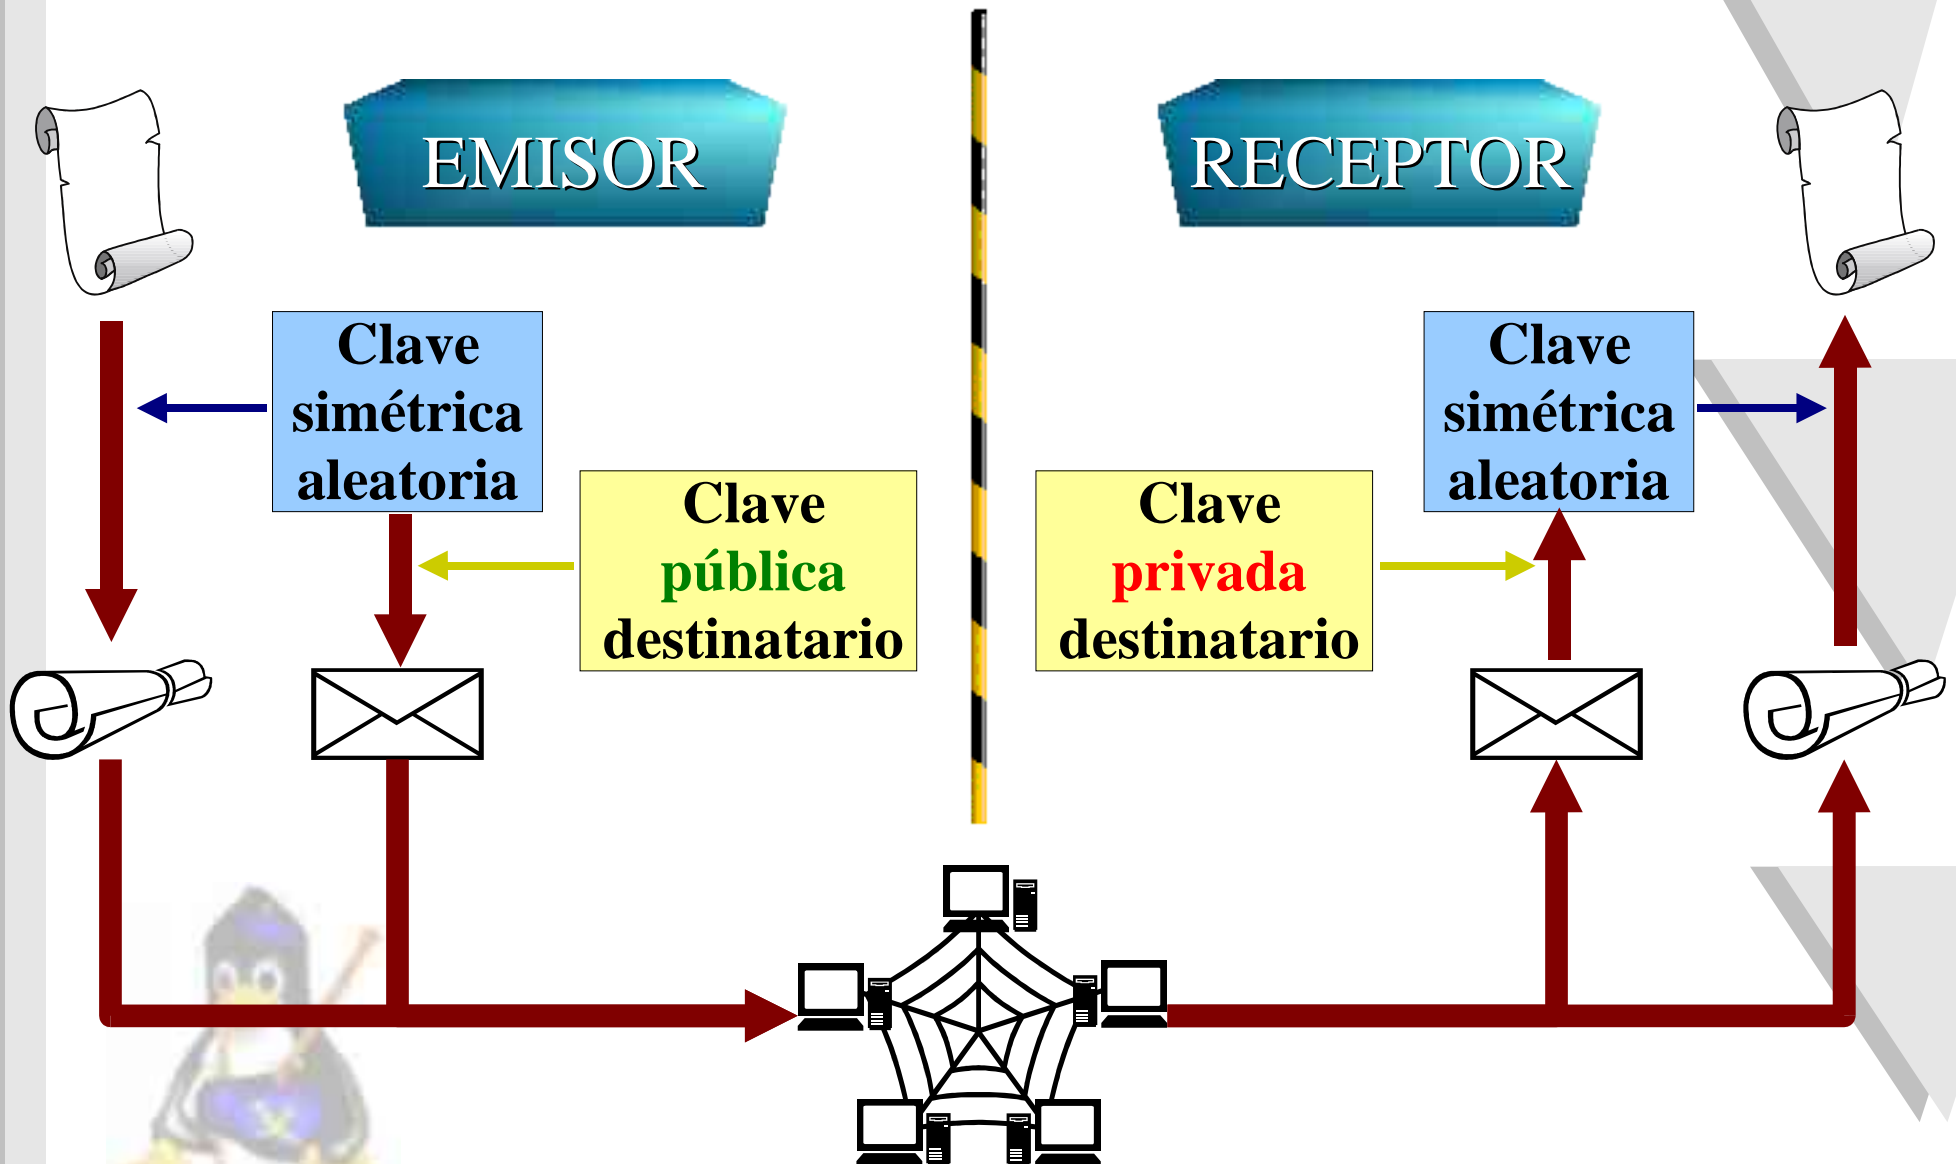 EMISOR
RECEPTOR
Clave
simétrica
aleatoria
Clave
pública
destinatario
Clave
privada
destinatario
Clave
simétrica
aleatoria